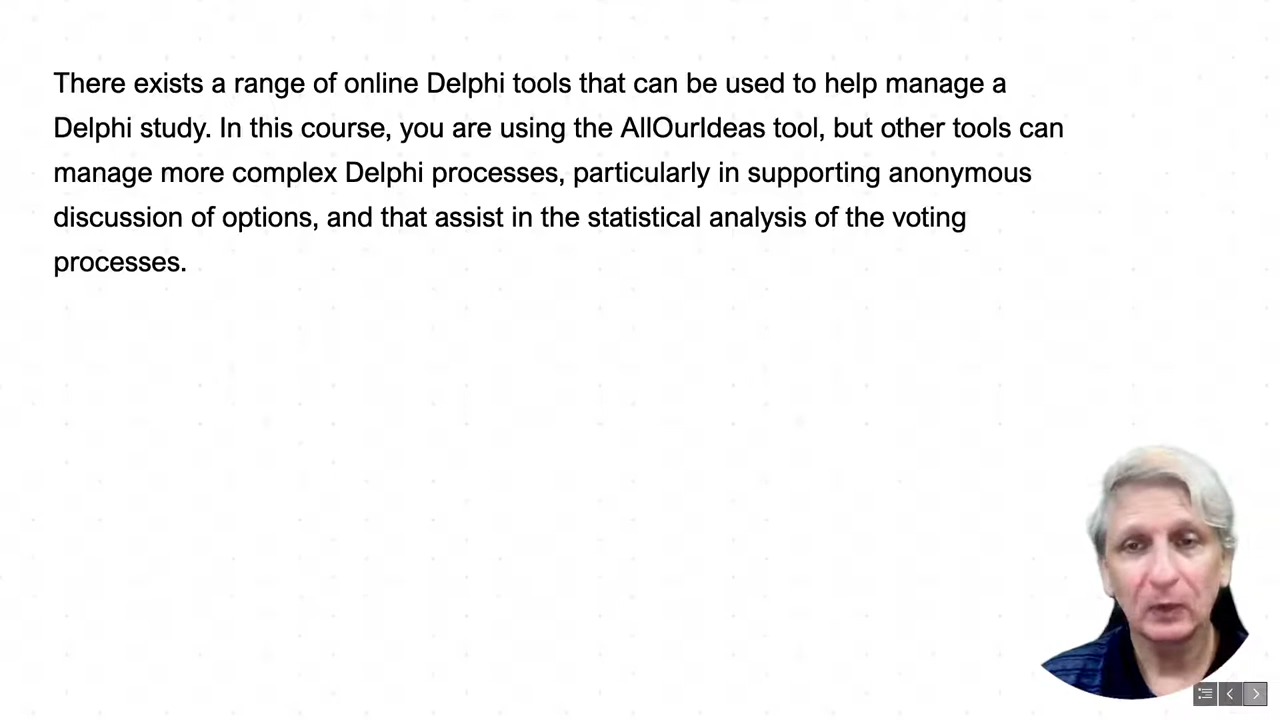 There exists a range of online Delphi tools that can be used to help manage a
Delphi study. In this course, you are using the AllOurIdeas tool, but other tools can
manage more complex Delphi processes, particularly in supporting anonymous
discussion of options, and that assist in the statistical analysis of the voting
processes.